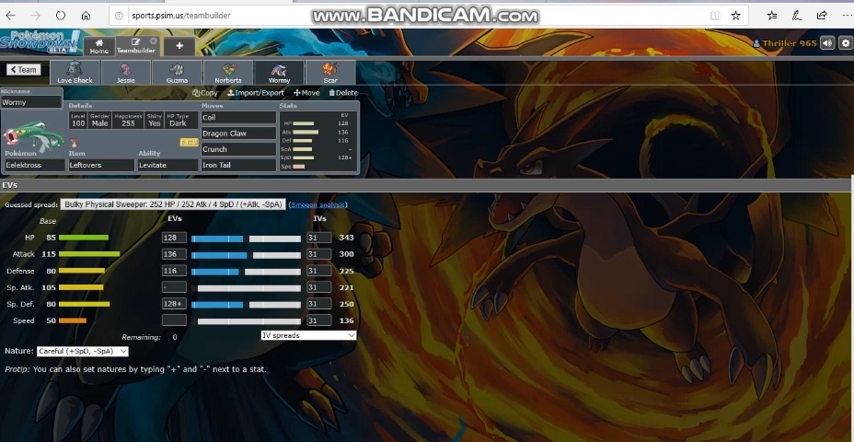 sports.psim.us/teambuilder
WWW.BANDICAM.COM
Pokémon
SHOWDOWN!
BETA
Home
Teambuilder
Thriller 965
Team
Love Shack
Jessie
Guzma
Norberta
Wormy
Scar
Copy
Import/Export
Move
Delete
Nickname
Wormy
Details
Level Gender Happiness Shiny HP Type
100 Male 255 Yes Dark
Pokémon
Eelektross
Item
Leftovers
Ability
Levitate
Moves
Coil
Dragon Claw
Crunch
Iron Tail
Stats
EV
HP 128
Atk 136
Def 116
SpA -
SpD 128+
Spe
EVs
Guessed spread: Bulky Physical Sweeper: 252 HP / 252 Atk / 4 SpD / (+Atk, -SpA) (Smogon analysis)
Base EVs IVs
HP 85 128 31 343
Attack 115 136 31 300
Defense 80 116 31 225
Sp. Atk. 105 - 31 221
Sp. Def. 80 128+ 31 250
Speed 50 31 136
Remaining: 0
IV spreads
Nature: Careful (+SpD, -SpA)
Protip: You can also set natures by typing "+" and "-" next to a stat.